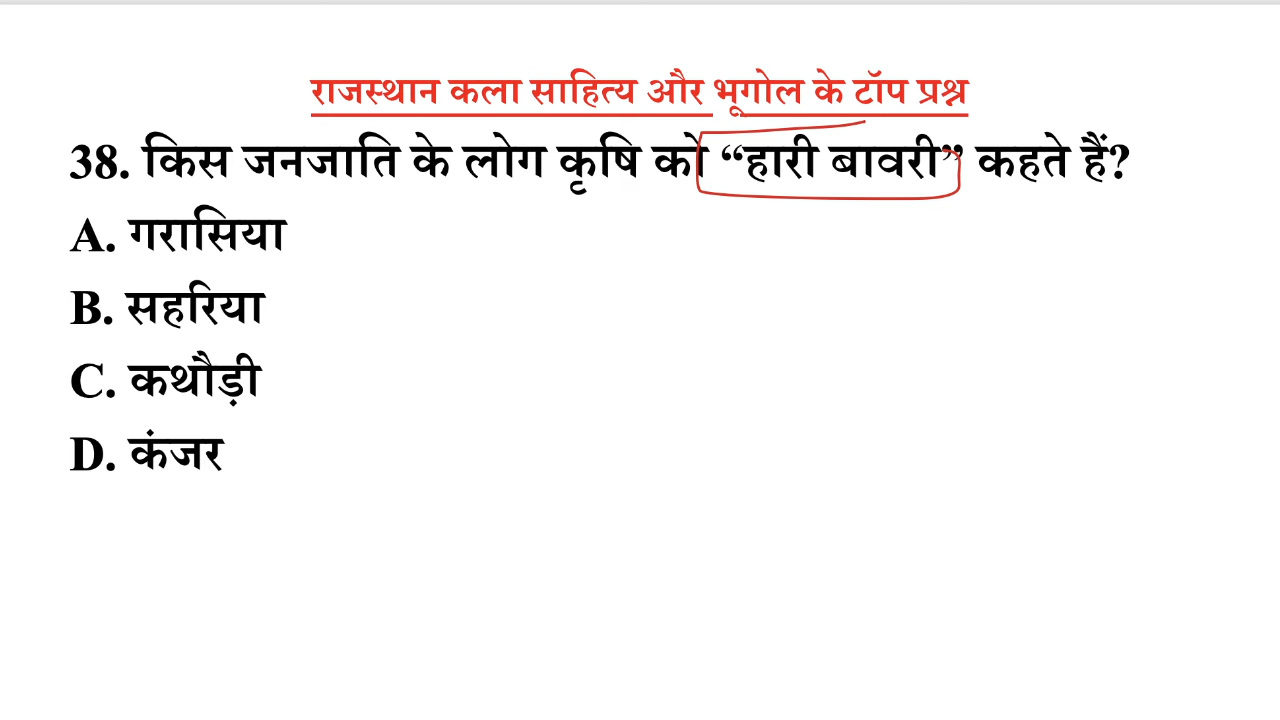 राजस्थान कला साहित्य और भूगोल के टॉप प्रश्न
38. किस जनजाति के लोग कृषि को “हारी बावरी” कहते हैं?
A. गरासिया
B. सहरिया
C. कथौड़ी
D. कंजर